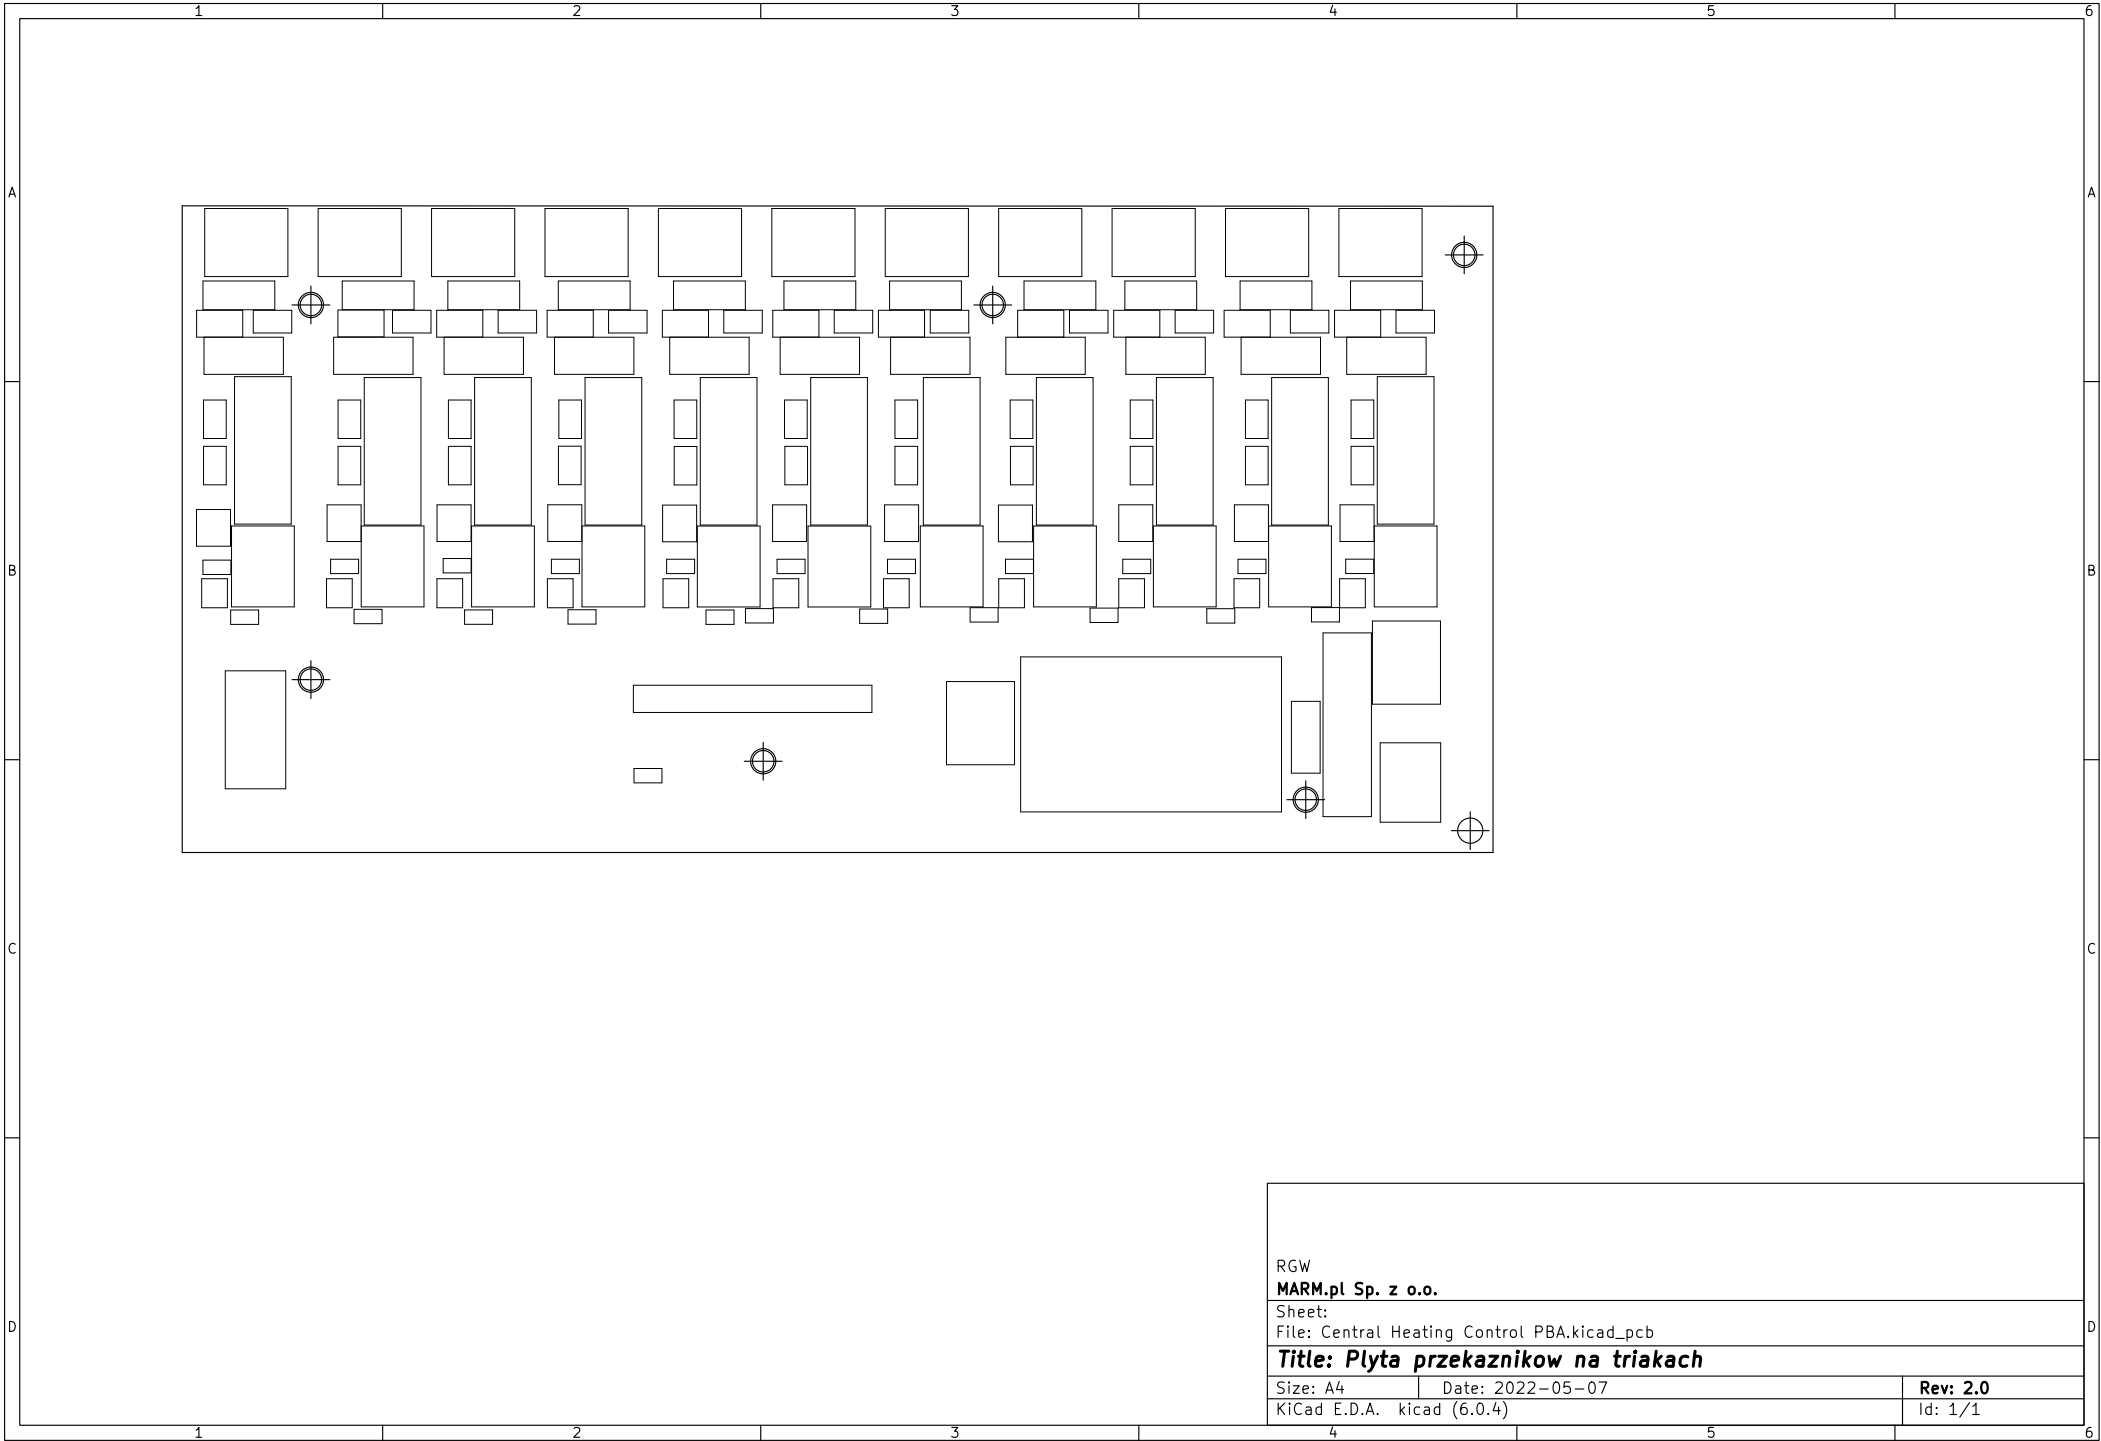 1 2 3 4 5 6
A A
B B
C C
D D
RGW
MARM.pl Sp. z o.o.
Sheet:
File: Central Heating Control PBA.kicad_pcb
Title: Plyta przekaznikow na triakach
Size: A4 Date: 2022-05-07 Rev: 2.0
KiCad E.D.A. kicad (6.0.4) Id: 1/1
1 2 3 4 5 6